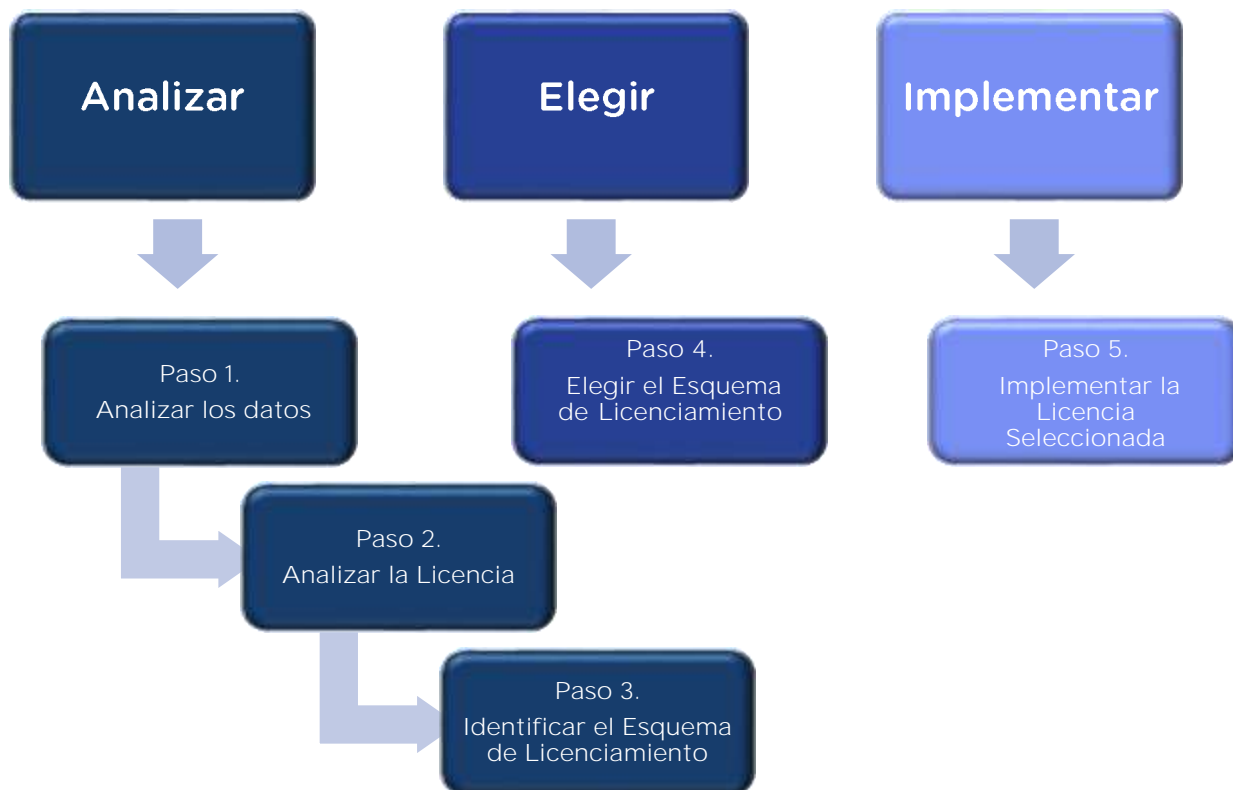 Analizar
Elegir
Implementar
Paso 1.
Analizar los datos
Paso 2.
Analizar la Licencia
Paso 3.
Identificar el Esquema
de Licenciamiento
Paso 4.
Elegir el Esquema
de Licenciamiento
Paso 5.
Implementar la
Licencia
Seleccionada